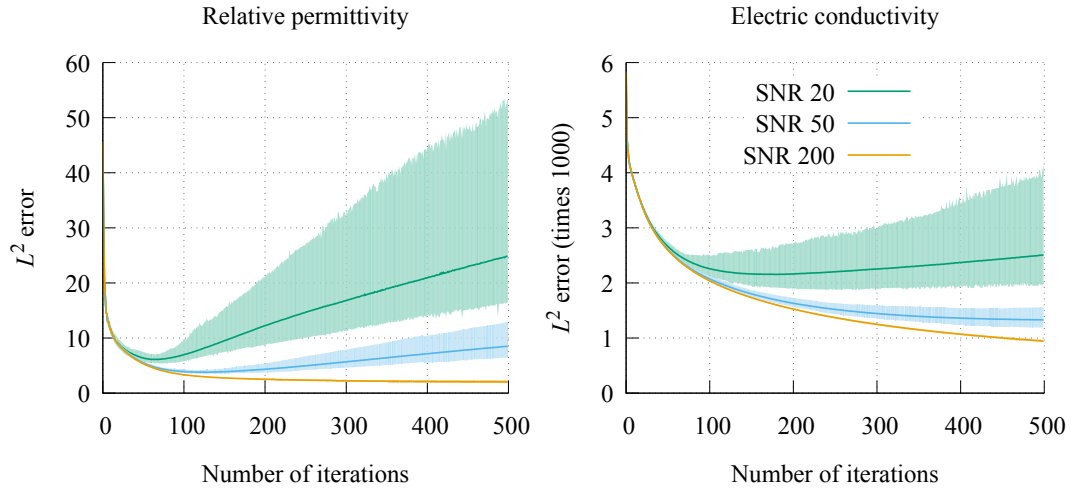 Relative permittivity
60
50
40
30
20
10
0
L² error
0 100 200 300 400 500
Number of iterations
Electric conductivity
6
5
4
3
2
1
0
L² error (times 1000)
SNR 20
SNR 50
SNR 200
0 100 200 300 400 500
Number of iterations